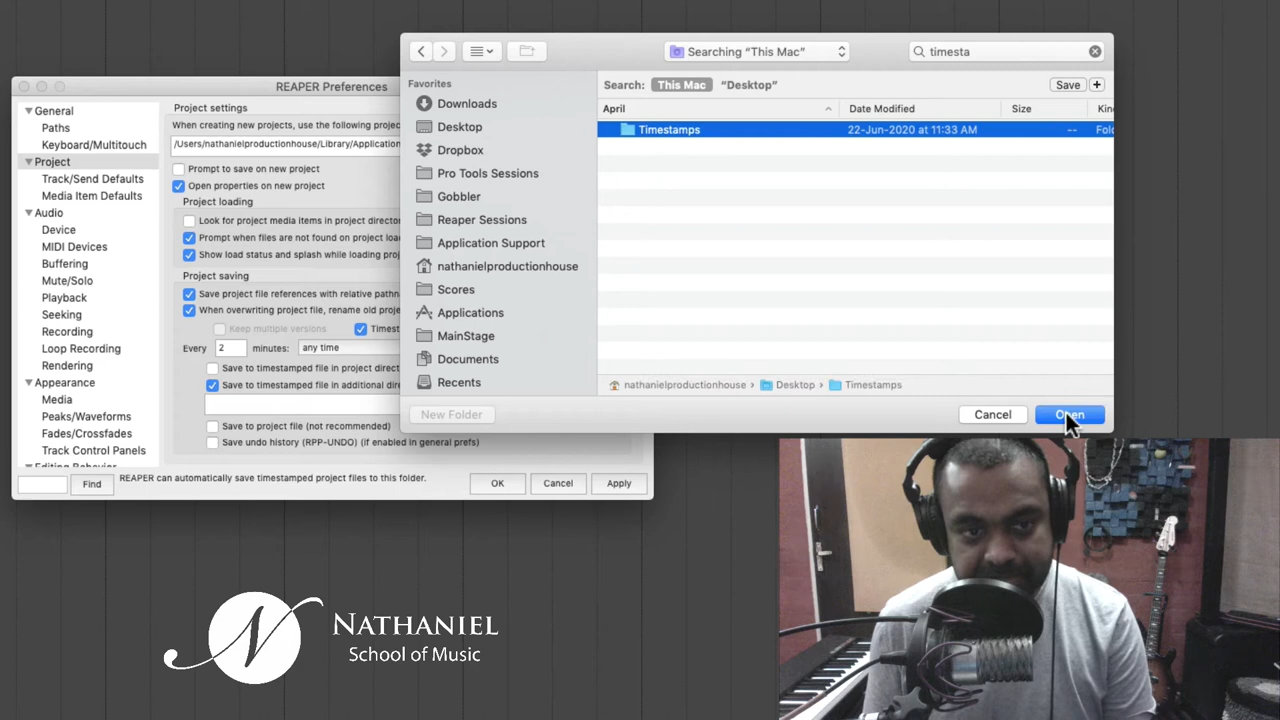 Searching “This Mac”
timesta
REAPER Preferences
Favorites
Downloads
Desktop
Dropbox
Pro Tools Sessions
Gobbler
Reaper Sessions
Application Support
nathanielproductionhouse
Scores
Applications
MainStage
Documents
Recents
Search: This Mac “Desktop” Save +
April Date Modified Size
Timestamps 22-Jun-2020 at 11:33 AM --
nathanielproductionhouse › Desktop › Timestamps
New Folder Cancel Open
General
Paths
Keyboard/Multitouch
Project
Track/Send Defaults
Media Item Defaults
Audio
Device
MIDI Devices
Buffering
Mute/Solo
Playback
Seeking
Recording
Loop Recording
Rendering
Appearance
Media
Peaks/Waveforms
Fades/Crossfades
Track Control Panels
Editing Behavior
Project settings
When creating new projects, use the following project
/Users/nathanielproductionhouse/Library/Application
Prompt to save on new project
Open properties on new project
Project loading
Look for project media items in project director
Prompt when files are not found on project loa
Show load status and splash while loading proj
Project saving
Save project file references with relative pathn
When overwriting project file, rename old proje
Keep multiple versions Timest
Every 2 minutes: any time
Save to timestamped file in project direct
Save to timestamped file in additional dire
Save to project file (not recommended)
Save undo history (RPP-UNDO) (if enabled in general prefs)
Find REAPER can automatically save timestamped project files to this folder. OK Cancel Apply
N NATHANIEL
School of Music